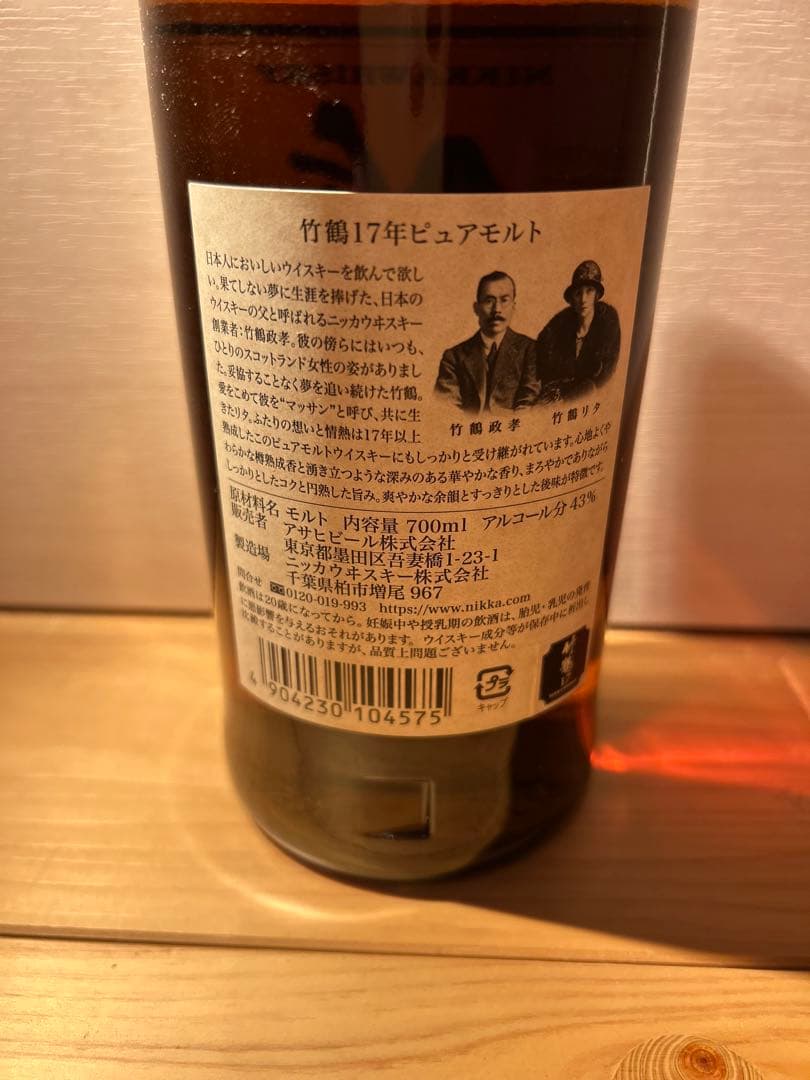 NIKKA WHISKY
竹鶴17年ピュアモルト
日本人においしいウイスキーを飲んで欲し
い。果てしない夢に生涯を捧げた、日本の
ウイスキーの父と呼ばれるニッカウヰスキー
創業者：竹鶴政孝。彼の傍らにはいつも、
ひとりのスコットランド女性の姿がありまし
た。妥協することなく夢を追い続けた竹鶴。
愛をこめて彼を“マッサン”と呼び、共に生
きたリタ。ふたりの想いと情熱は17年以上
熟成したこのピュアモルトウイスキーにもしっかりと受け継がれています。心地よくや
わらかな樽熟成香と湧き立つような深みのある華やかな香り、まろやかでありながら
しっかりとしたコクと円熟した旨み。爽やかな余韻とすっきりとした後味が特徴です。
竹鶴政孝
竹鶴リタ
原材料名 モルト 内容量 700ml アルコール分 43%
販売者 アサヒビール株式会社
東京都墨田区吾妻橋1-23-1
製造場 ニッカウヰスキー株式会社
千葉県柏市増尾 967
問合せ 0120-019-993 https://www.nikka.com
飲酒は20歳になってから。妊娠中や授乳期の飲酒は、胎児・乳児の発育
に悪影響を与えるおそれがあります。 ウイスキー成分等が保存中に析出し
沈殿することがありますが、品質上問題ございません。
4 904230 104575
プラ
キャップ
竹鶴